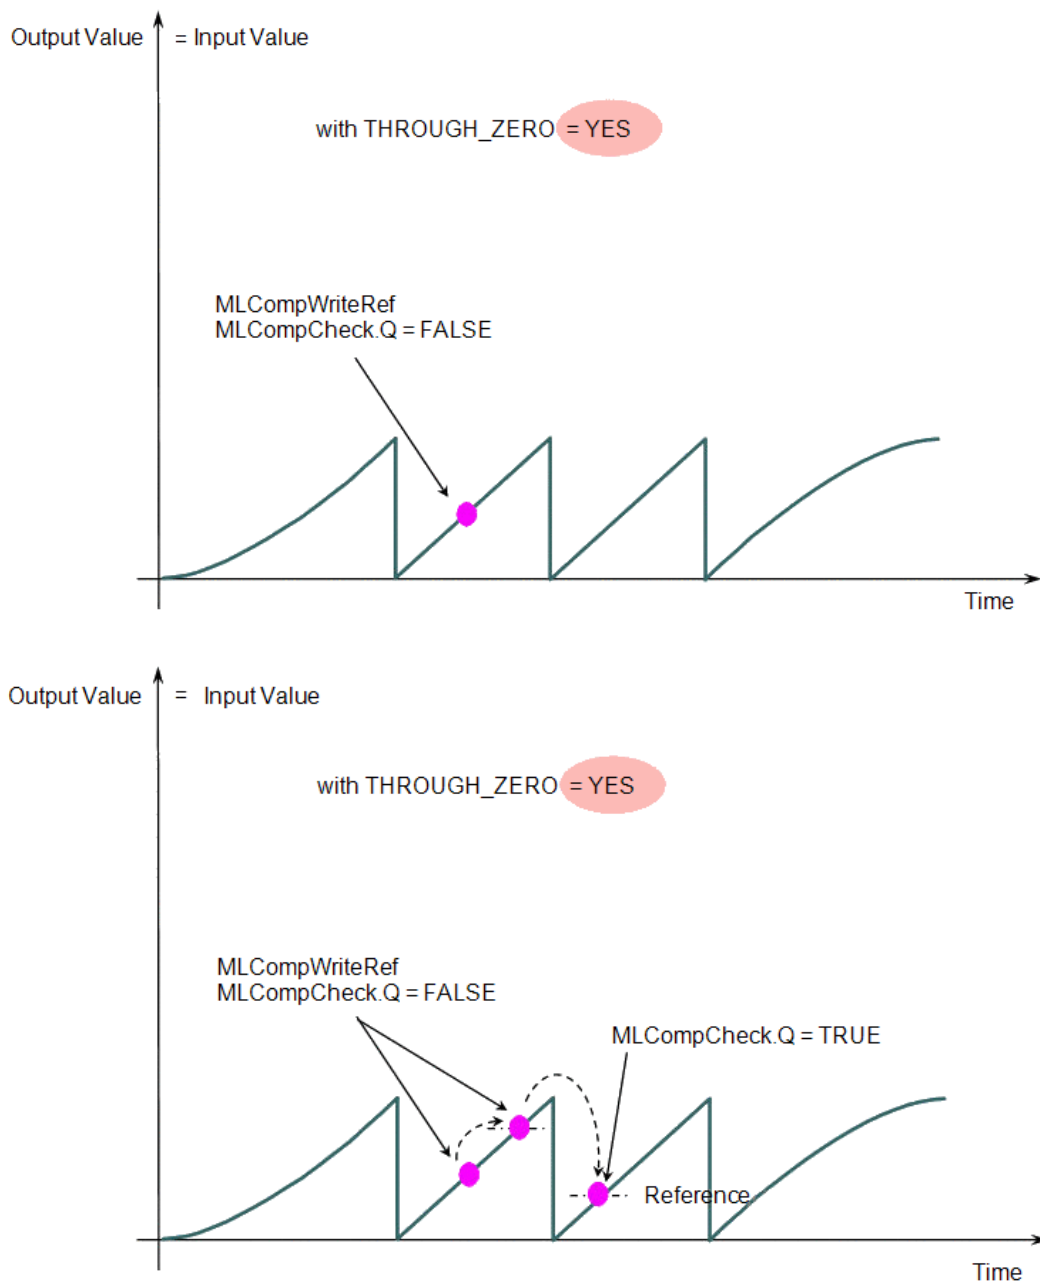 Output Value = Input Value
with THROUGH_ZERO = YES
MLCompWriteRef
MLCompCheck.Q = FALSE
Time
Output Value = Input Value
with THROUGH_ZERO = YES
MLCompWriteRef
MLCompCheck.Q = FALSE
MLCompCheck.Q = TRUE
Reference
Time